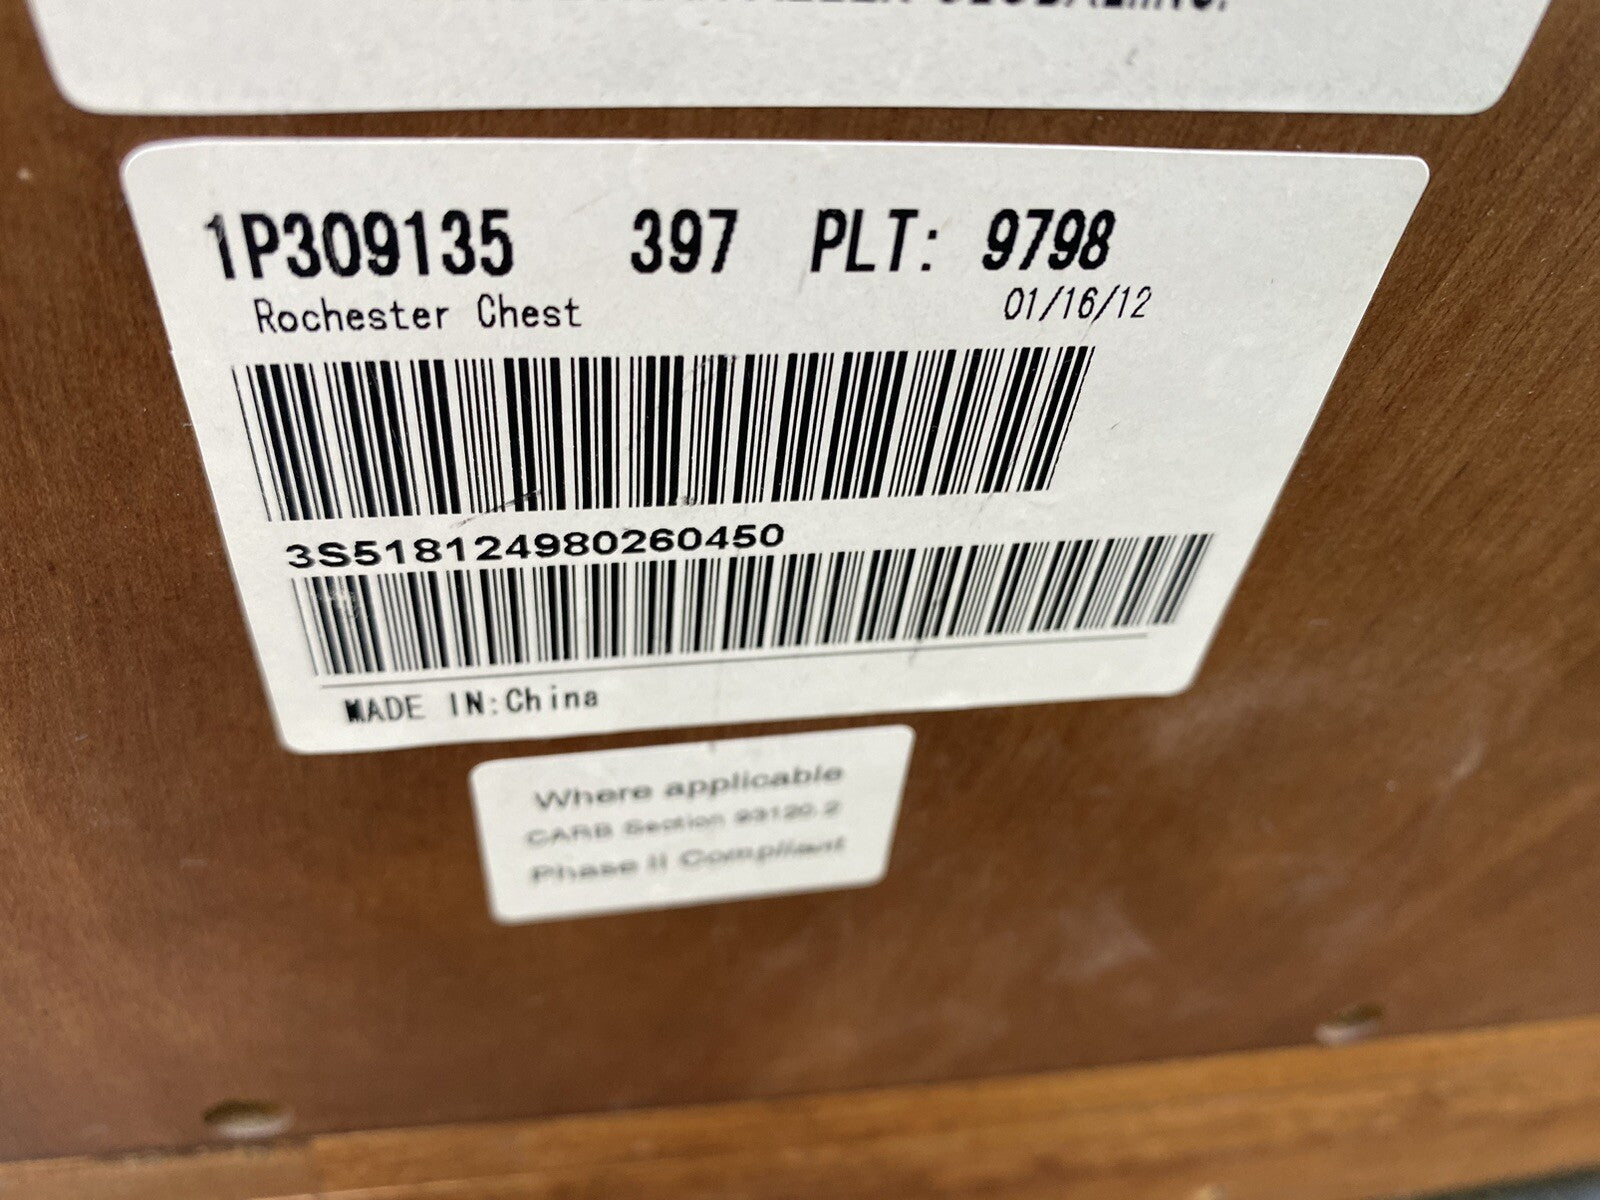 1P309135 397 PLT: 9798
Rochester Chest 01/16/12
3S518124980260450
MADE IN:China
Where applicable
CARB Section 93120.2
Phase II Compliant